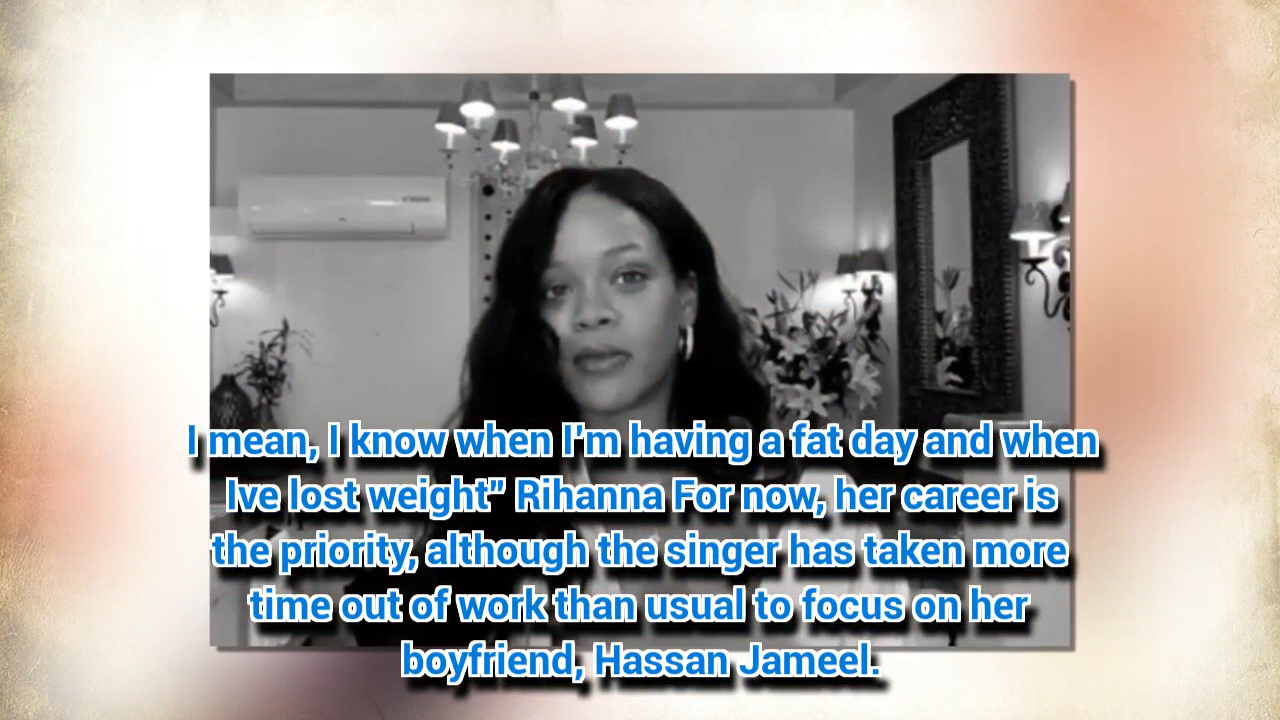 I mean, I know when I’m having a fat day and when
Ive lost weight” Rihanna For now, her career is
the priority, although the singer has taken more
time out of work than usual to focus on her
boyfriend, Hassan Jameel.